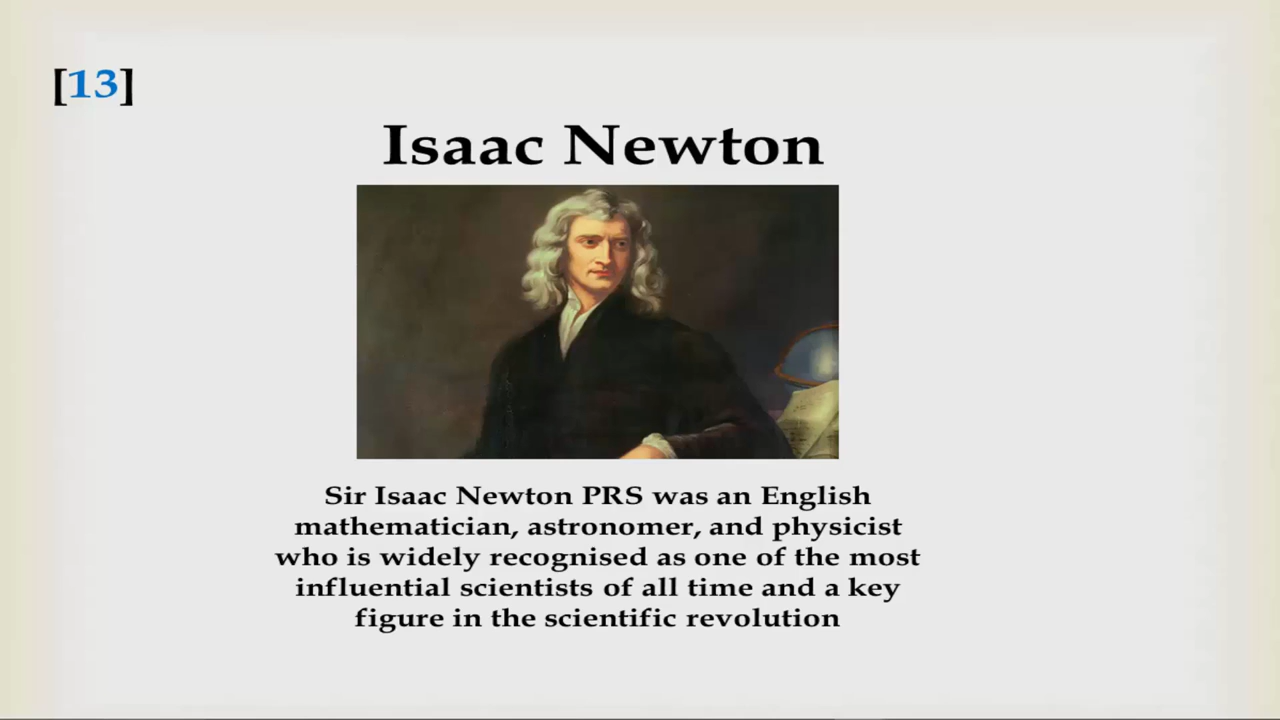 [13]
Isaac Newton
Sir Isaac Newton PRS was an English
mathematician, astronomer, and physicist
who is widely recognised as one of the most
influential scientists of all time and a key
figure in the scientific revolution